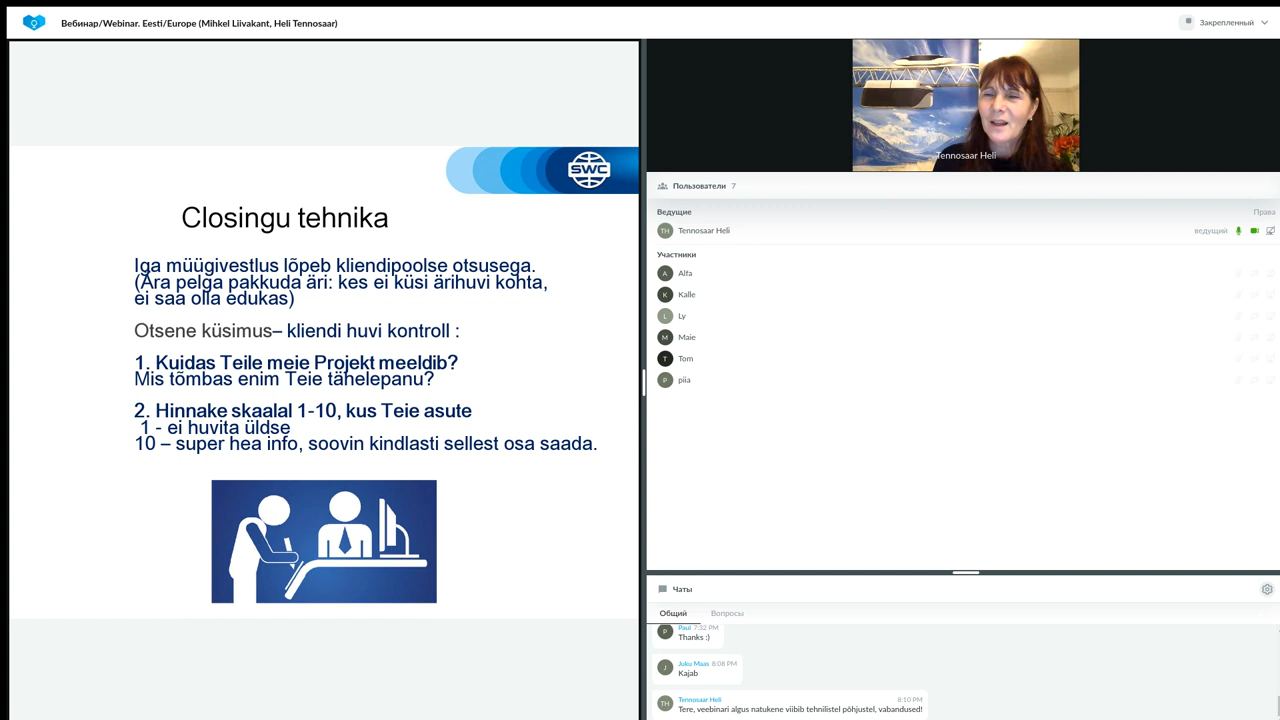 Вебинар/Webinar. Eesti/Europe (Mihkel Liivakant, Heli Tennosaar)
Закрепленный
SWC
Closingu tehnika
Iga müügivestlus lõpeb kliendipoolse otsusega.
(Ära pelga pakkuda äri: kes ei küsi ärihuvi kohta,
ei saa olla edukas)
Otsene küsimus– kliendi huvi kontroll :
1. Kuidas Teile meie Projekt meeldib?
Mis tõmbas enim Teie tähelepanu?
2. Hinnake skaalal 1-10, kus Teie asute
1 - ei huvita üldse
10 – super hea info, soovin kindlasti sellest osa saada.
Tennosaar Heli
Пользователи 7
Ведущие Права
TH Tennosaar Heli ведущий
Участники
A Alfa
K Kalle
L Ly
M Maie
T Tom
P piia
Чаты
Общий Вопросы
P Paul 7:32 PM
Thanks :)
J Juku Maas 8:08 PM
Kajab
TH Tennosaar Heli 8:10 PM
Tere, veebinari algus natukene viibib tehnilistel põhjustel, vabandused!